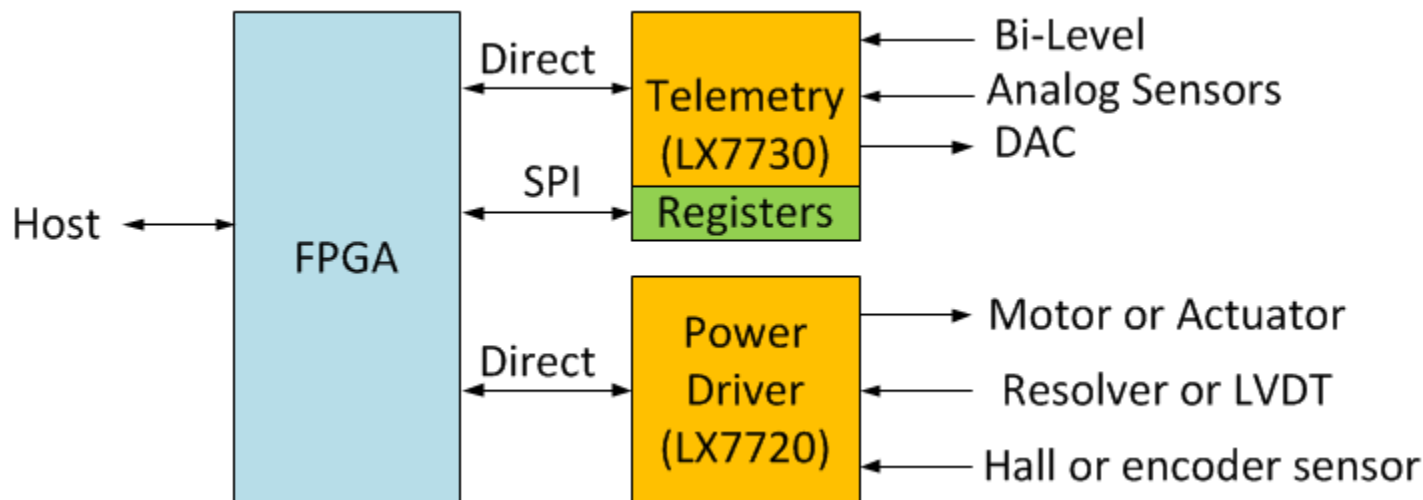 Host
FPGA
Direct
SPI
Direct
Telemetry
(LX7730)
Registers
Power
Driver
(LX7720)
Bi-Level
Analog Sensors
DAC
Motor or Actuator
Resolver or LVDT
Hall or encoder sensor